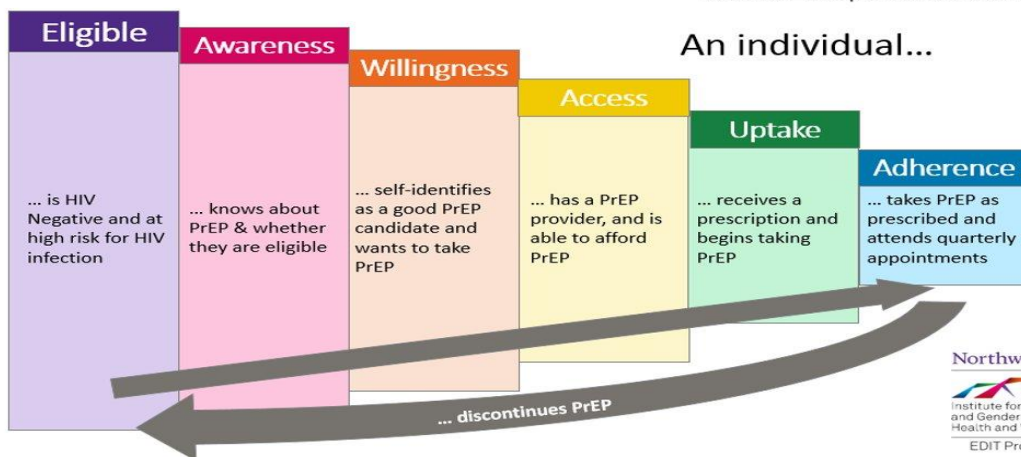 An individual...
Eligible
... is HIV
Negative and at
high risk for HIV
infection
Awareness
... knows about
PrEP & whether
they are eligible
Willingness
... self-identifies
as a good PrEP
candidate and
wants to take
PrEP
Access
... has a PrEP
provider, and is
able to afford
PrEP
Uptake
... receives a
prescription and
begins taking
PrEP
Adherence
... takes PrEP as
prescribed and
attends quarterly
appointments
... discontinues PrEP
Northw
Institute for
and Gender
Health and
EDIT Pr